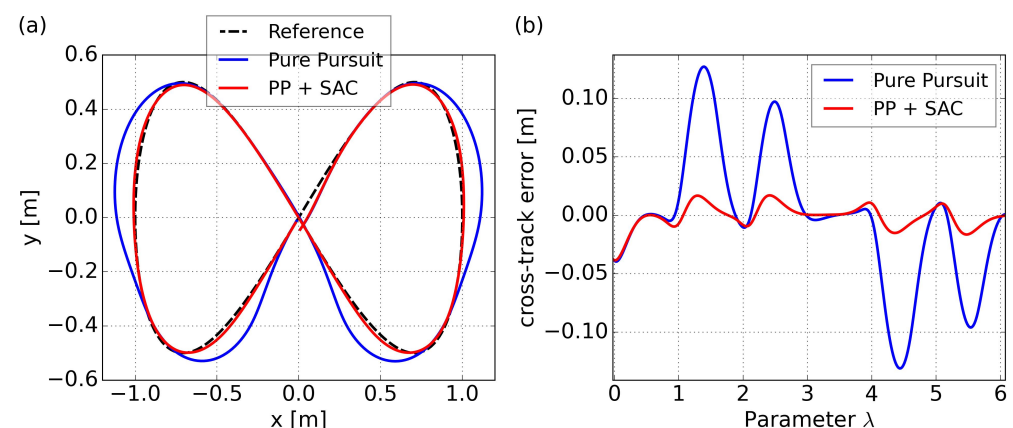 (a)
Reference
Pure Pursuit
PP + SAC
0.6
0.4
0.2
0.0
−0.2
−0.4
−0.6
y [m]
−1.0
−0.5
0.0
0.5
1.0
x [m]
(b)
Pure Pursuit
PP + SAC
0.10
0.05
0.00
−0.05
−0.10
cross-track error [m]
0
1
2
3
4
5
6
Parameter λ